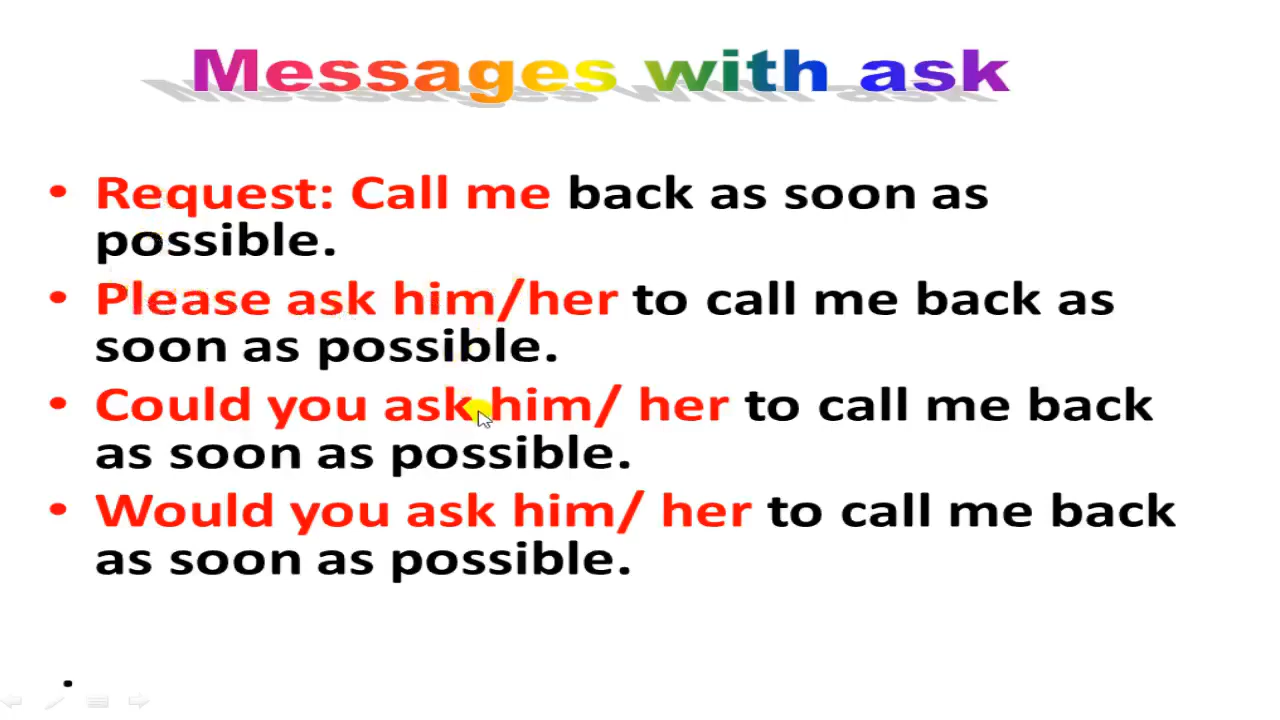 Messages with ask
• Request: Call me back as soon as
possible.
• Please ask him/her to call me back as
soon as possible.
• Could you ask him/ her to call me back
as soon as possible.
• Would you ask him/ her to call me back
as soon as possible.